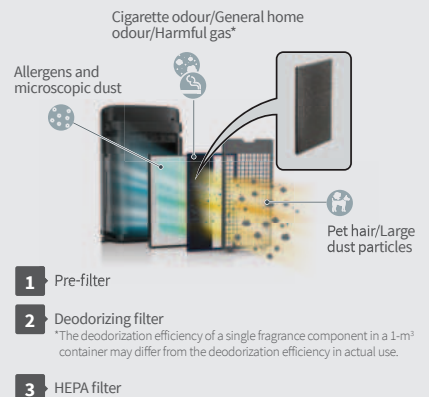 Cigarette odour/General home
odour/Harmful gas*
Allergens and
microscopic dust
Pet hair/Large
dust particles
1 Pre-filter
2 Deodorizing filter
*The deodorization efficiency of a single fragrance component in a 1-m³
container may differ from the deodorization efficiency in actual use.
3 HEPA filter